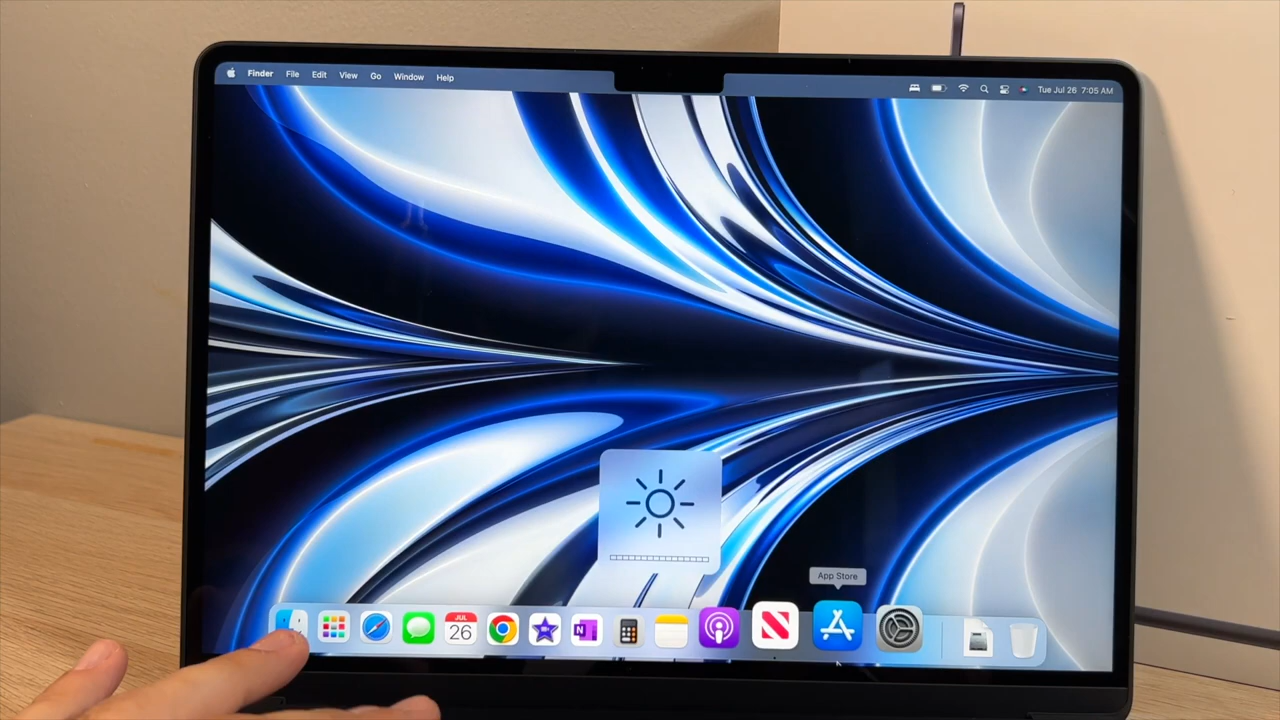 Finder File Edit View Go Window Help
Tue Jul 26 7:05 AM
App Store
JUL
26
N